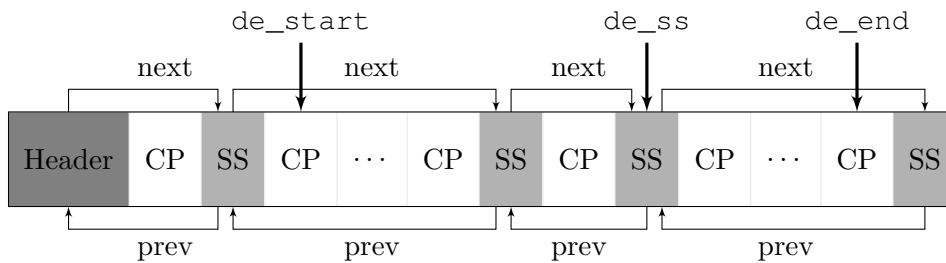 de_start de_ss de_end
next next next next
Header CP SS CP ··· CP SS CP SS CP ··· CP SS
prev prev prev prev